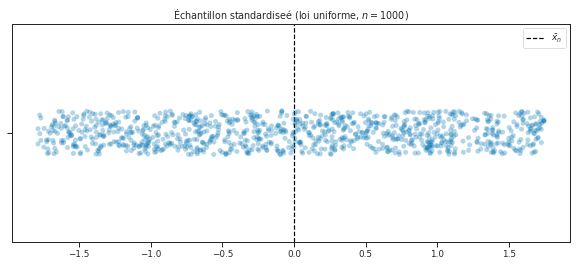 Échantillon standardiseé (loi uniforme, n = 1000)
x̄ₙ
−1.5 −1.0 −0.5 0.0 0.5 1.0 1.5